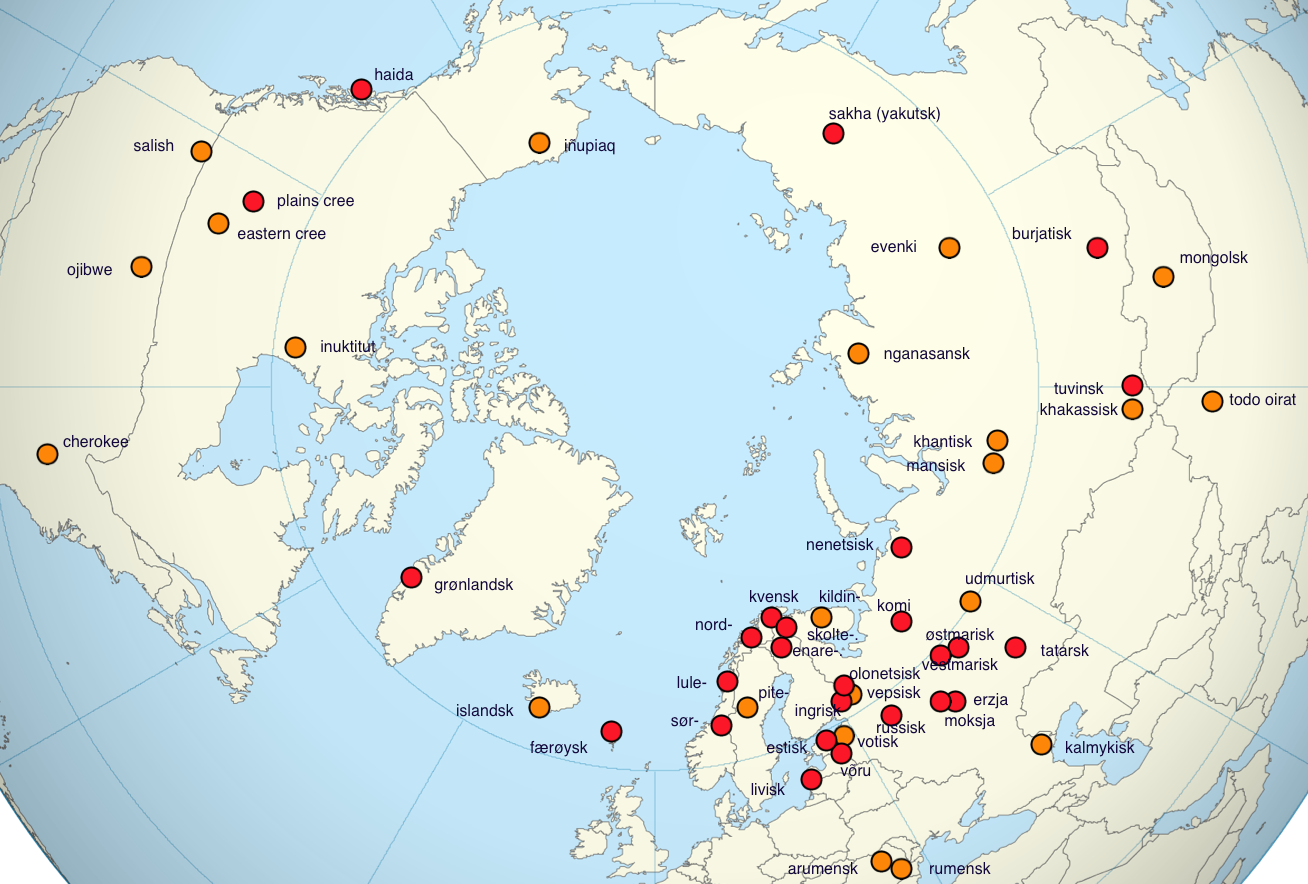 haida
sakha (yakutsk)
salish
iñupiaq
plains cree
eastern cree
burjatisk
evenki
mongolsk
ojibwe
inuktitut
nganasansk
tuvinsk
todo oirat
khakassisk
cherokee
khantisk
mansisk
nenetsisk
udmurtisk
grønlandsk
kvensk
kildin-
komi
nord-
skolte-.
østmarisk
enare-.
tatarsk
vestmarisk
olonetsisk
lule-
pite-
vepsisk
erzja
islandsk
ingrisk
sør-
moksja
russisk
færøysk
estisk
votisk
kalmykisk
võru
livisk
arumensk
rumensk